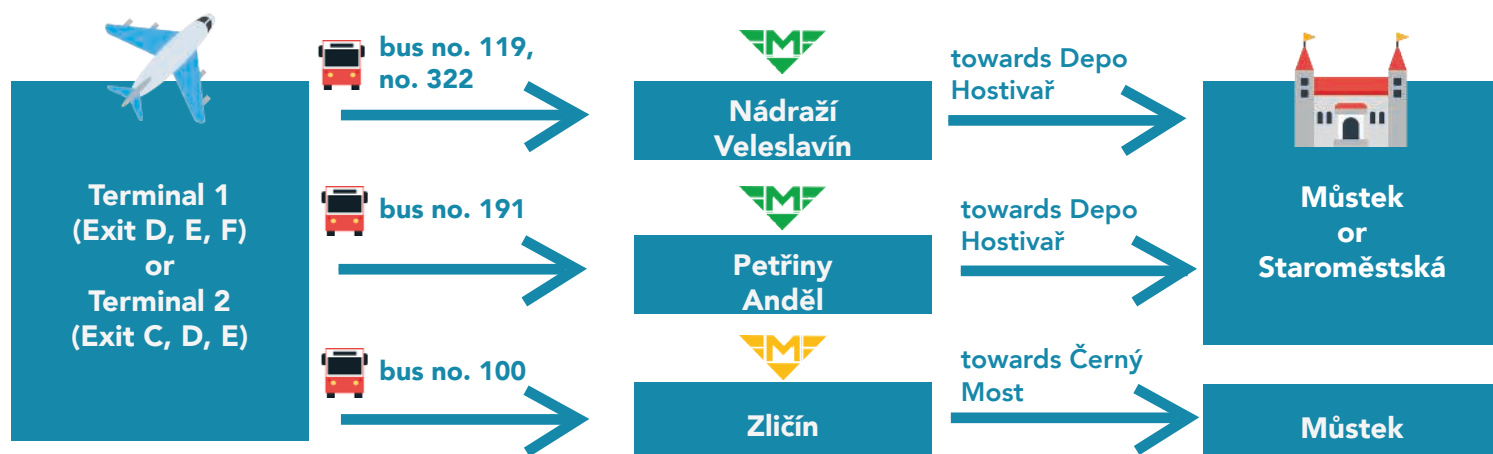 Terminal 1
(Exit D, E, F)
or
Terminal 2
(Exit C, D, E)
bus no. 119,
no. 322
M
Nádraží
Veleslavín
towards Depo
Hostivař
bus no. 191
M
Petřiny
Anděl
towards Depo
Hostivař
Můstek
or
Staroměstská
bus no. 100
M
Zličín
towards Černý
Most
Můstek